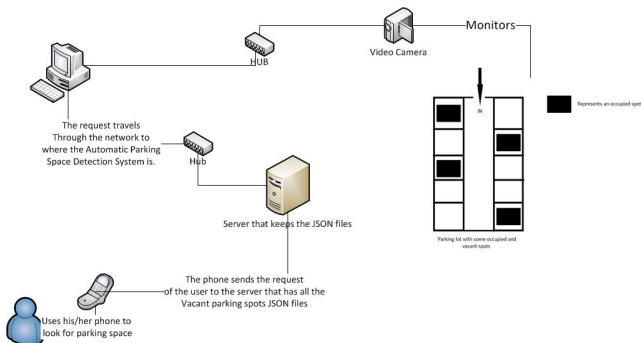 Monitors
Video Camera
HUB
IN
Represents an occupied spot
The request travels
Through the network to
where the Automatic Parking
Space Detection System is.
Hub
Server that keeps the JSON files
Parking lot with some occupied and
vacant spots
The phone sends the request
of the user to the server that has all the
Vacant parking spots JSON files
Uses his/her phone to
look for parking space